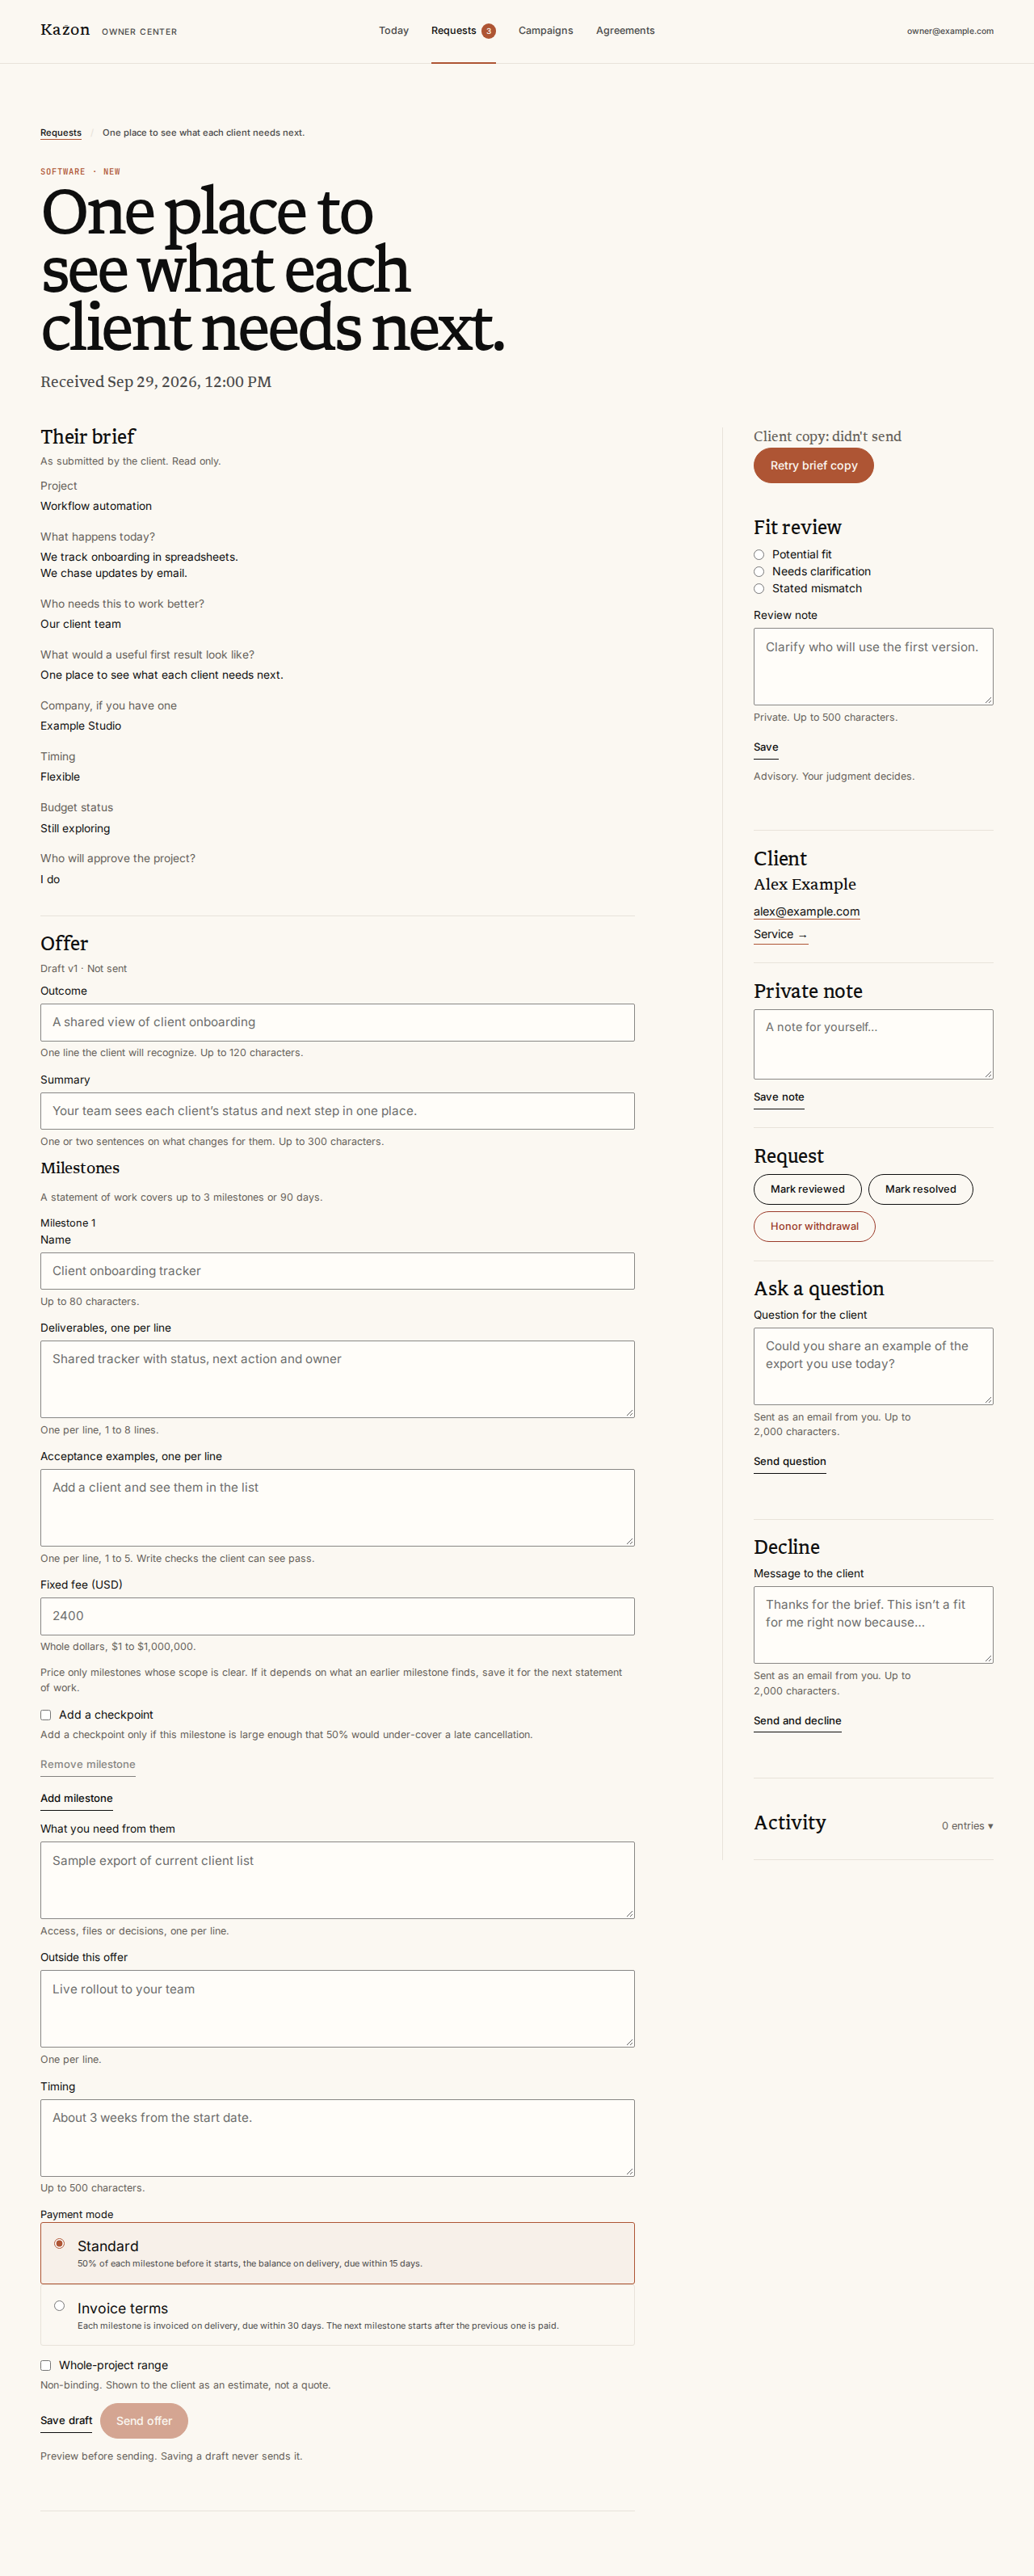 Kazon OWNER CENTER
Today
Requests 3
Campaigns
Agreements
owner@example.com
Requests / One place to see what each client needs next.
SOFTWARE · NEW
One place to
see what each
client needs next.
Received Sep 29, 2026, 12:00 PM
Their brief
As submitted by the client. Read only.
Project
Workflow automation
What happens today?
We track onboarding in spreadsheets.
We chase updates by email.
Who needs this to work better?
Our client team
What would a useful first result look like?
One place to see what each client needs next.
Company, if you have one
Example Studio
Timing
Flexible
Budget status
Still exploring
Who will approve the project?
I do
Offer
Draft v1 · Not sent
Outcome
A shared view of client onboarding
One line the client will recognize. Up to 120 characters.
Summary
Your team sees each client’s status and next step in one place.
One or two sentences on what changes for them. Up to 300 characters.
Milestones
A statement of work covers up to 3 milestones or 90 days.
Milestone 1
Name
Client onboarding tracker
Up to 80 characters.
Deliverables, one per line
Shared tracker with status, next action and owner
One per line, 1 to 8 lines.
Acceptance examples, one per line
Add a client and see them in the list
One per line, 1 to 5. Write checks the client can see pass.
Fixed fee (USD)
2400
Whole dollars, $1 to $1,000,000.
Price only milestones whose scope is clear. If it depends on what an earlier milestone finds, save it for the next statement
of work.
Add a checkpoint
Add a checkpoint only if this milestone is large enough that 50% would under-cover a late cancellation.
Remove milestone
Add milestone
What you need from them
Sample export of current client list
Access, files or decisions, one per line.
Outside this offer
Live rollout to your team
One per line.
Timing
About 3 weeks from the start date.
Up to 500 characters.
Payment mode
Standard
50% of each milestone before it starts, the balance on delivery, due within 15 days.
Invoice terms
Each milestone is invoiced on delivery, due within 30 days. The next milestone starts after the previous one is paid.
Whole-project range
Non-binding. Shown to the client as an estimate, not a quote.
Save draft
Send offer
Preview before sending. Saving a draft never sends it.
Client copy: didn't send
Retry brief copy
Fit review
Potential fit
Needs clarification
Stated mismatch
Review note
Clarify who will use the first version.
Private. Up to 500 characters.
Save
Advisory. Your judgment decides.
Client
Alex Example
alex@example.com
Service →
Private note
A note for yourself…
Save note
Request
Mark reviewed
Mark resolved
Honor withdrawal
Ask a question
Question for the client
Could you share an example of the
export you use today?
Sent as an email from you. Up to
2,000 characters.
Send question
Decline
Message to the client
Thanks for the brief. This isn’t a fit
for me right now because…
Sent as an email from you. Up to
2,000 characters.
Send and decline
Activity
0 entries ▾